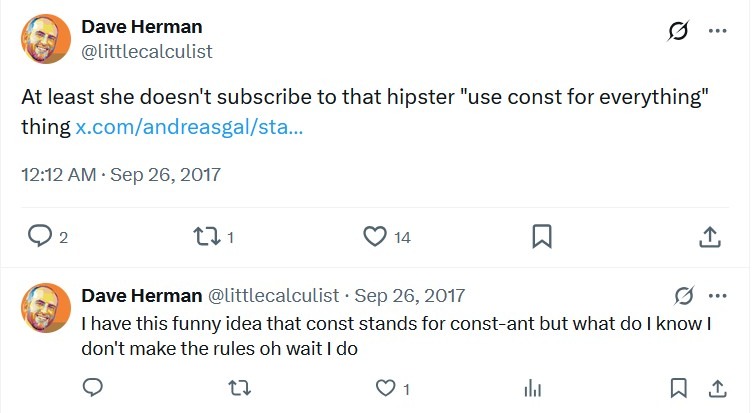 Dave Herman
@littlecalculist
At least she doesn't subscribe to that hipster "use const for everything"
thing x.com/andreasgal/sta...
12:12 AM · Sep 26, 2017
2 1 14
Dave Herman @littlecalculist · Sep 26, 2017
I have this funny idea that const stands for const-ant but what do I know I
don't make the rules oh wait I do
1